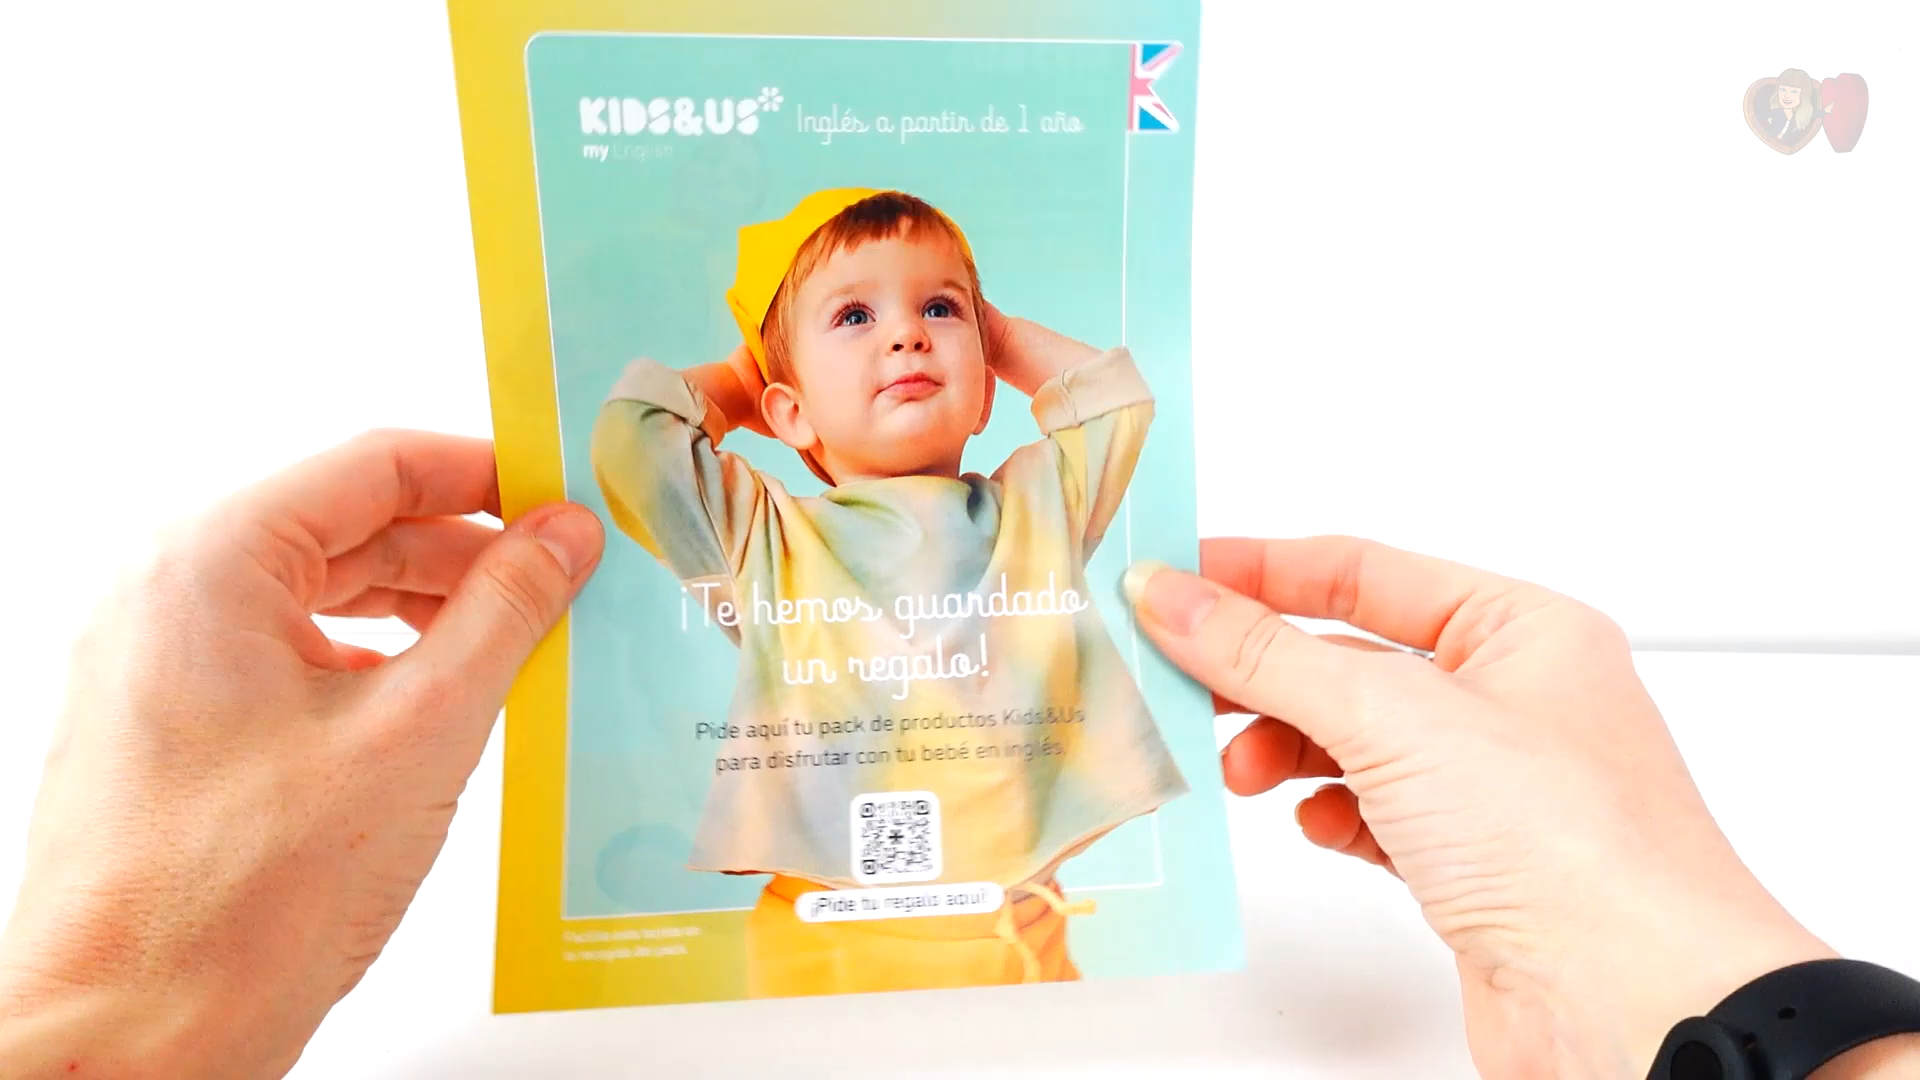 KIDS&US Inglés a partir de 1 año
my English
¡Te hemos guardado
un regalo!
Pide aquí tu pack de productos Kids&Us
para disfrutar con tu bebé en inglés.
¡Pide tu regalo aquí!